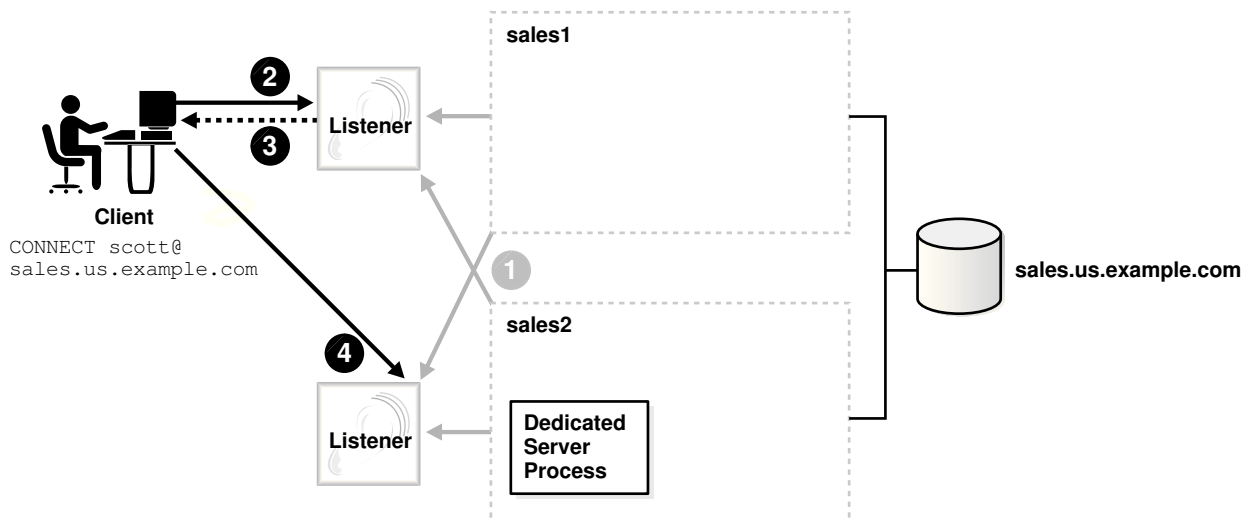 sales1
2
Listener
3
Client
CONNECT scott@
sales.us.example.com
1
sales.us.example.com
sales2
4
Listener
Dedicated
Server
Process